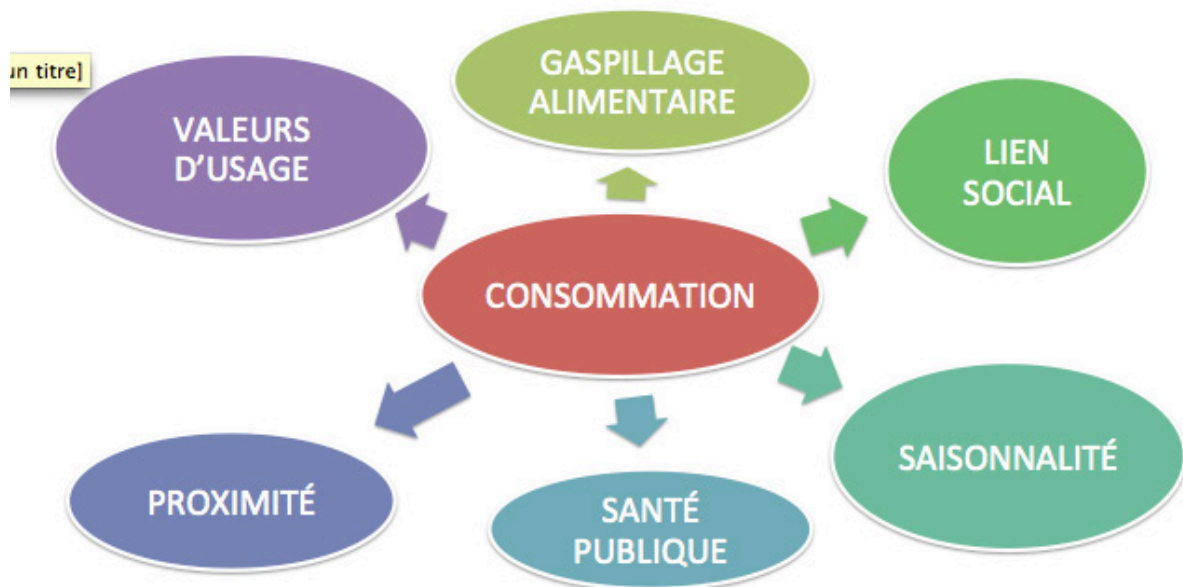 un titre]
GASPILLAGE
ALIMENTAIRE
VALEURS
D’USAGE
LIEN
SOCIAL
CONSOMMATION
SAISONNALITÉ
PROXIMITÉ
SANTÉ
PUBLIQUE